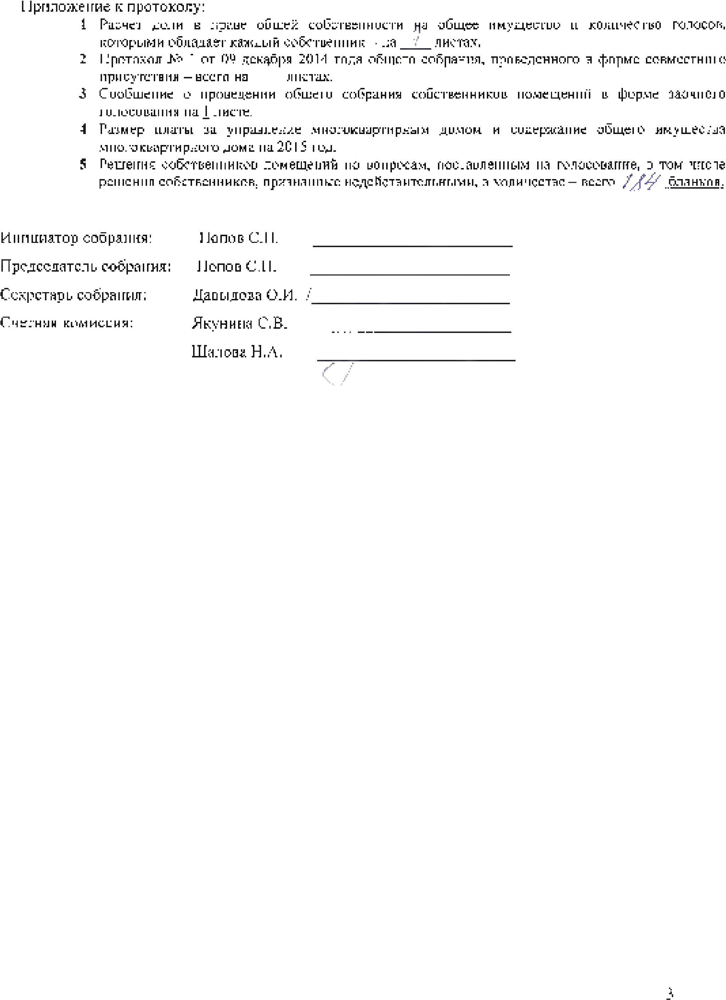 Приложение к протоколу:
1 Расчет доли в праве общей собственности на общее имущество и количество голосов,
которыми обладает каждый собственник - на листах.
2 Протокол № 1 от 09 декабря 2014 года общего собрания, проведенного в форме совместного
присутствия – всего на листах.
3 Сообщение о проведении общего собрания собственников помещений в форме заочного
голосования на 1 листе.
4 Размер платы за управление многоквартирным домом и содержание общего имущества
многоквартирного дома на 2015 год.
5 Решения собственников помещений по вопросам, поставленным на голосование, в том числе
решения собственников, признанные недействительными, в количестве – всего 184 бланков.
Инициатор собрания: Попов С.П.
Председатель собрания: Попов С.П.
Секретарь собрания: Давыдова О.И.
Счетная комиссия: Якунина С.В.
Шалова Н.А.
3